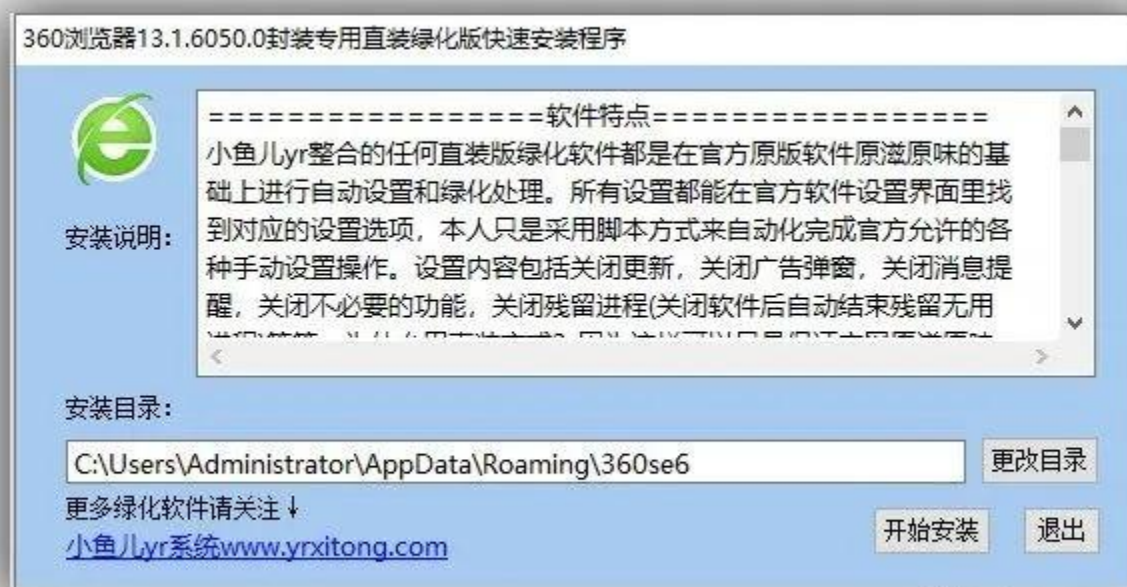 360浏览器13.1.6050.0封装专用直装绿化版快速安装程序
=================软件特点=================
小鱼儿yr整合的任何直装版绿化软件都是在官方原版软件原滋原味的基
础上进行自动设置和绿化处理。所有设置都能在官方软件设置界面里找
到对应的设置选项，本人只是采用脚本方式来自动化完成官方允许的各
种手动设置操作。设置内容包括关闭更新，关闭广告弹窗，关闭消息提
醒，关闭不必要的功能，关闭残留进程(关闭软件后自动结束残留无用
安装说明：
安装目录：
C:\Users\Administrator\AppData\Roaming\360se6
更改目录
更多绿化软件请关注↓
小鱼儿yr系统www.yrxitong.com
开始安装
退出